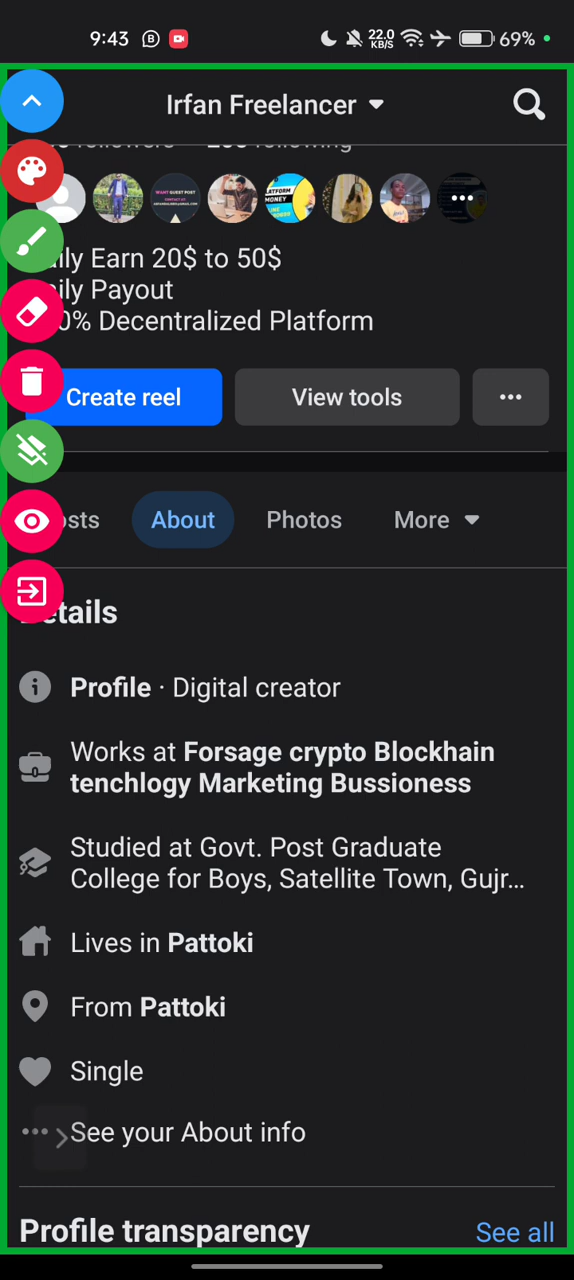 9:43
22.0
KB/S
69%
Irfan Freelancer
followers
following
ily Earn 20$ to 50$
ily Payout
0% Decentralized Platform
Create reel
View tools
osts
About
Photos
More
etails
Profile · Digital creator
Works at Forsage crypto Blockhain
tenchlogy Marketing Bussioness
Studied at Govt. Post Graduate
College for Boys, Satellite Town, Gujr...
Lives in Pattoki
From Pattoki
Single
See your About info
Profile transparency
See all